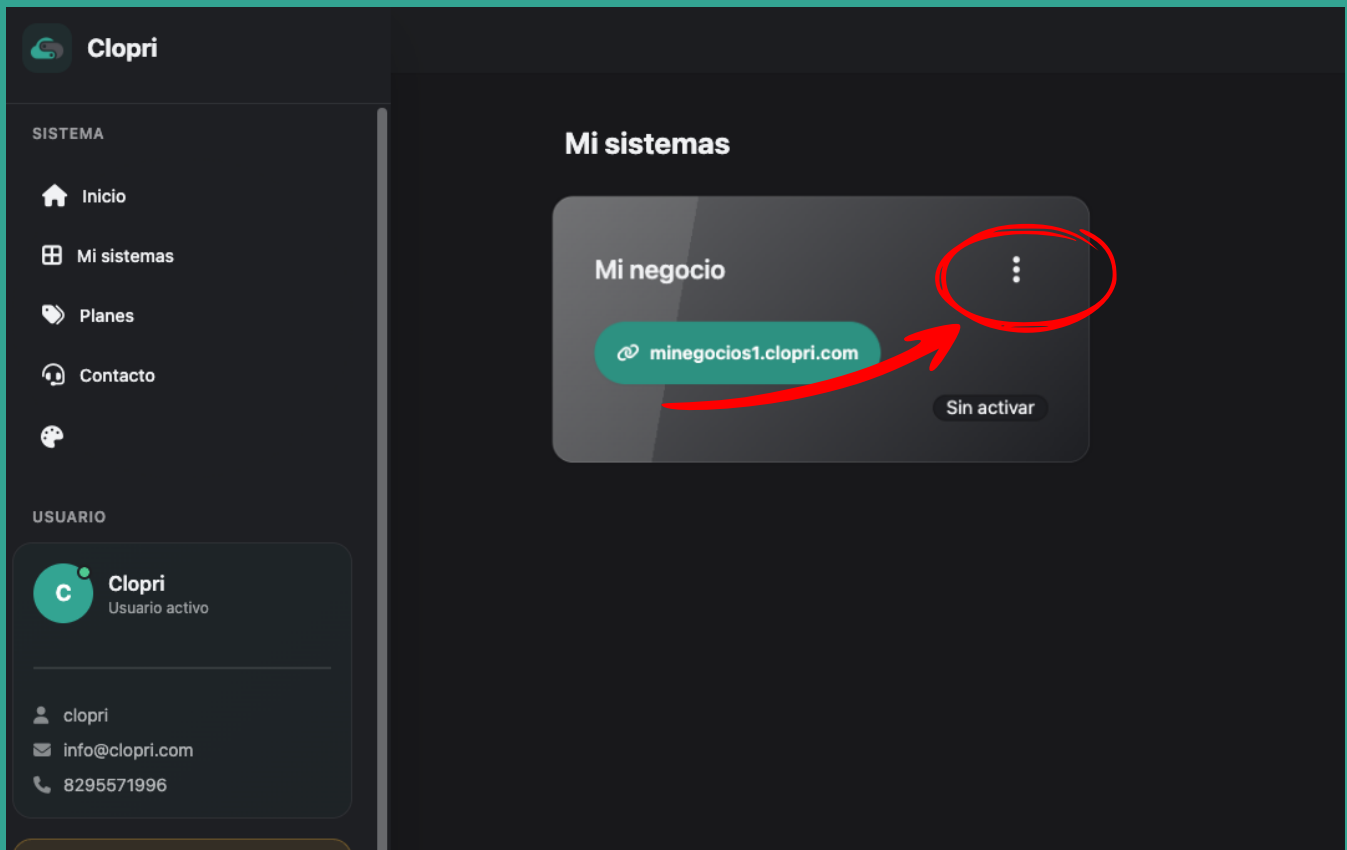 Clopri
SISTEMA
Inicio
Mi sistemas
Planes
Contacto
USUARIO
C
Clopri
Usuario activo
clopri
info@clopri.com
8295571996
Mi sistemas
Mi negocio
minegocios1.clopri.com
Sin activar